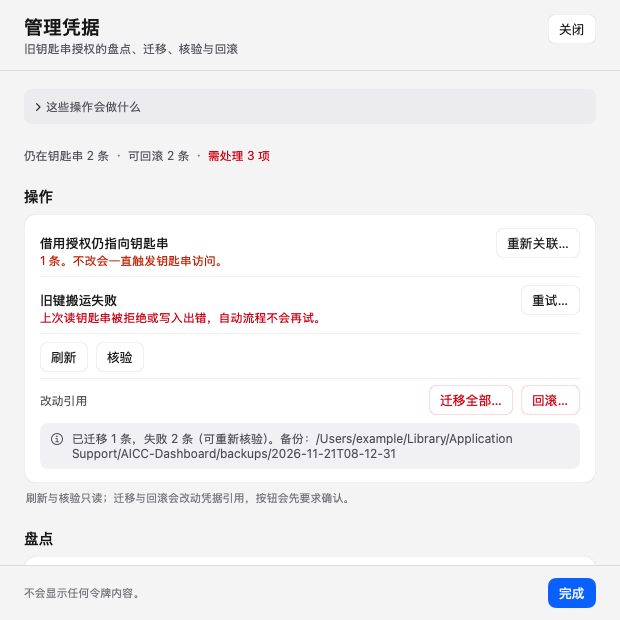 管理凭据
旧钥匙串授权的盘点、迁移、核验与回滚
关闭
这些操作会做什么
仍在钥匙串 2 条 · 可回滚 2 条 · 需处理 3 项
操作
借用授权仍指向钥匙串
1 条。不改会一直触发钥匙串访问。
重新关联…
旧键搬运失败
上次读钥匙串被拒绝或写入出错，自动流程不会再试。
重试…
刷新
核验
改动引用
迁移全部…
回滚…
已迁移 1 条，失败 2 条 (可重新核验)。备份：/Users/example/Library/Application
Support/AICC-Dashboard/backups/2026-11-21T08-12-31
刷新与核验只读；迁移与回滚会改动凭据引用，按钮会先要求确认。
盘点
不会显示任何令牌内容。
完成